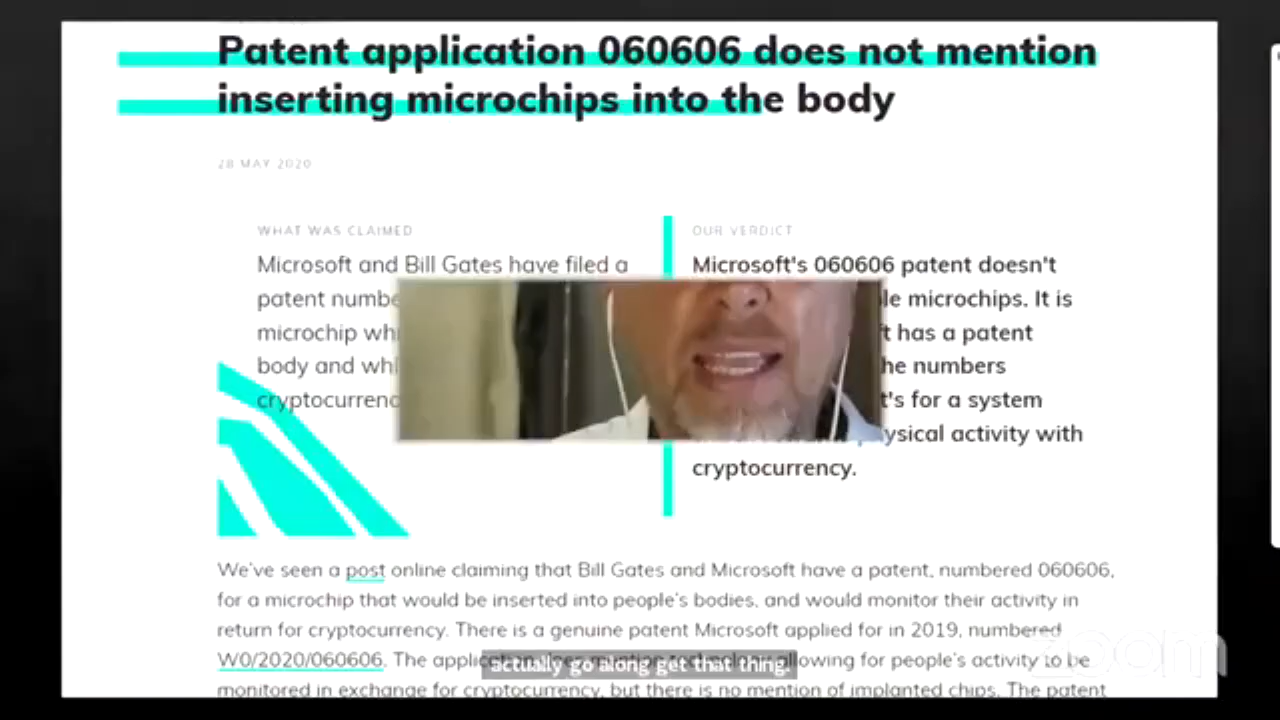 Patent application 060606 does not mention
inserting microchips into the body
28 MAY 2020
WHAT WAS CLAIMED
Microsoft and Bill Gates have filed a
patent numbe
microchip whi
body and whi
cryptocurrenc
OUR VERDICT
Microsoft's 060606 patent doesn't
le microchips. It is
t has a patent
he numbers
t's for a system
ysical activity with
cryptocurrency.
We've seen a post online claiming that Bill Gates and Microsoft have a patent, numbered 060606,
for a microchip that would be inserted into people's bodies, and would monitor their activity in
return for cryptocurrency. There is a genuine patent Microsoft applied for in 2019, numbered
W0/2020/060606. The allowing for people's activity to be
actually go along get that thing.
zoom
monitored in exchange for cryptocurrency, but there is no mention of implanted chips. The patent